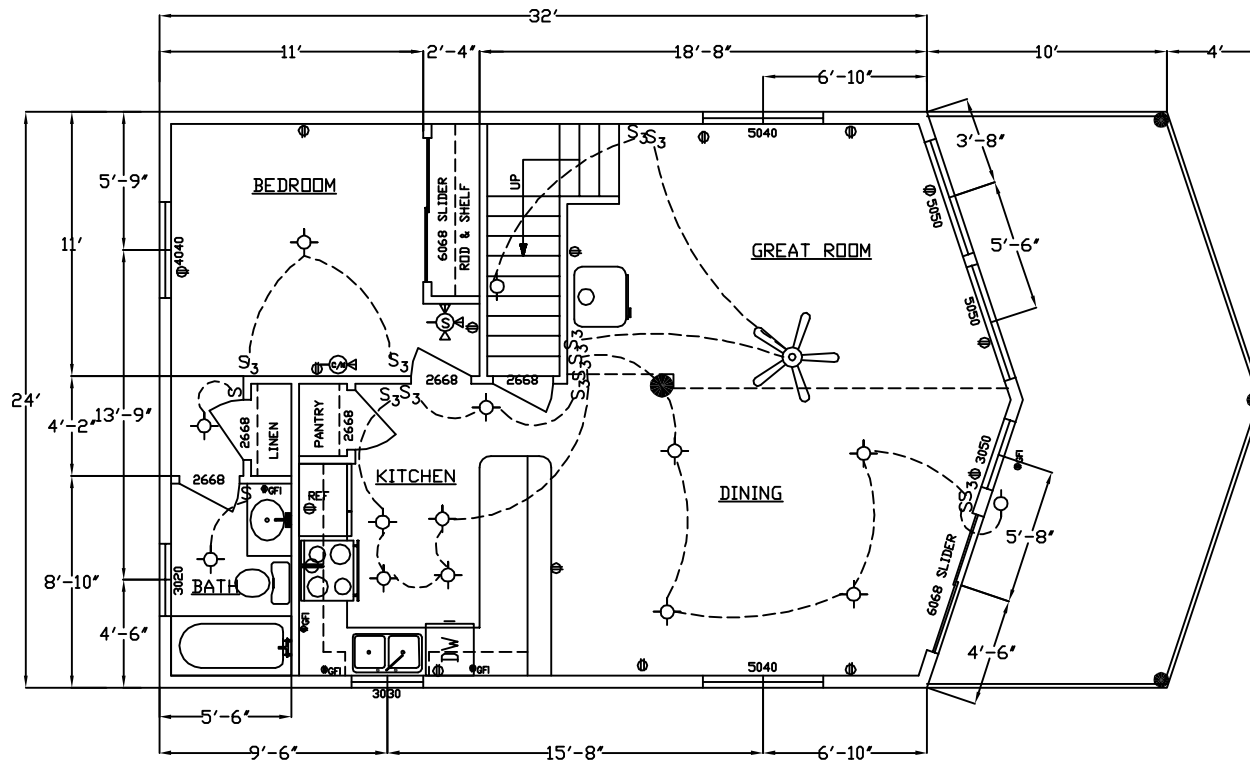 32'
11'
2'-4"
18'-8"
10'
4'
6'-10"
S3
S3
5040
3'-8"
5'-9"
BEDROOM
UP
6068 SLIDER
ROD & SHELF
5050
11'
4040
GREAT ROOM
5'-6"
5050
S
S3
S3
S3
S3
C/M
S3
S3
2668
2668
24'
13'-9"
4'-2"
S
2668
LINEN
PANTRY
2668
S3
S3
3050
GFI
2668
GFI
S
REF
KITCHEN
DINING
S
S3
5'-8"
8'-10"
3020
BATH
6068 SLIDER
4'-6"
GFI
DW
4'-6"
GFI
GFI
5040
3030
5'-6"
9'-6"
15'-8"
6'-10"